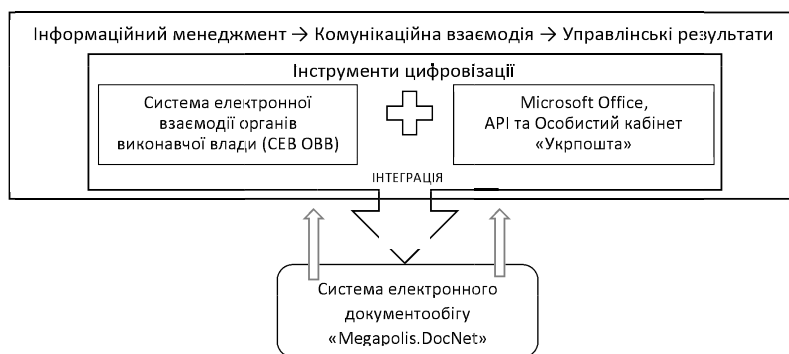 Інформаційний менеджмент → Комунікаційна взаємодія → Управлінські результати
Інструменти цифровізації
Система електронної
взаємодії органів
виконавчої влади (СЕВ ОВВ)
Microsoft Office,
АРІ та Особистий кабінет
«Укрпошта»
ІНТЕГРАЦІЯ
Система електронного
документообігу
«Megapolis.DocNet»